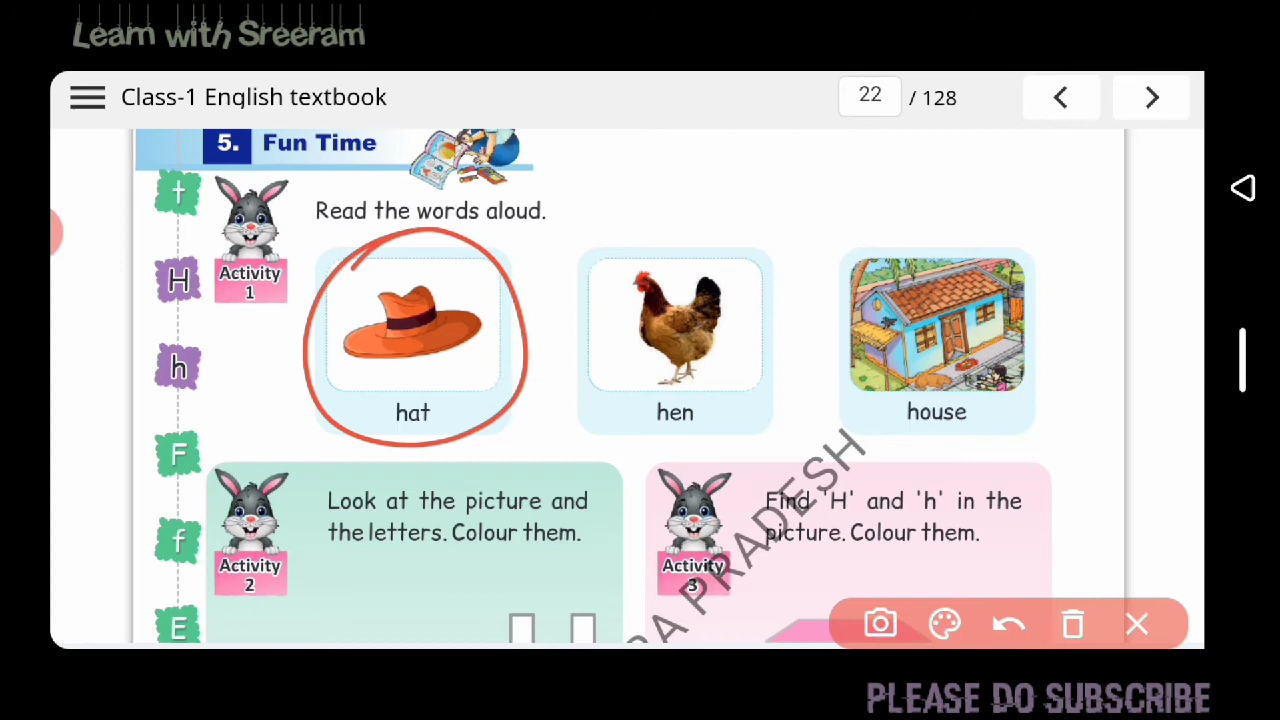 Learn with Sreeram
Class-1 English textbook
22 / 128
5. Fun Time
t
H
h
F
f
E
Activity
1
Read the words aloud.
hat
hen
house
Activity
2
Look at the picture and
the letters. Colour them.
Activity
3
Find 'H' and 'h' in the
picture. Colour them.
RA PRADESH
PLEASE DO SUBSCRIBE